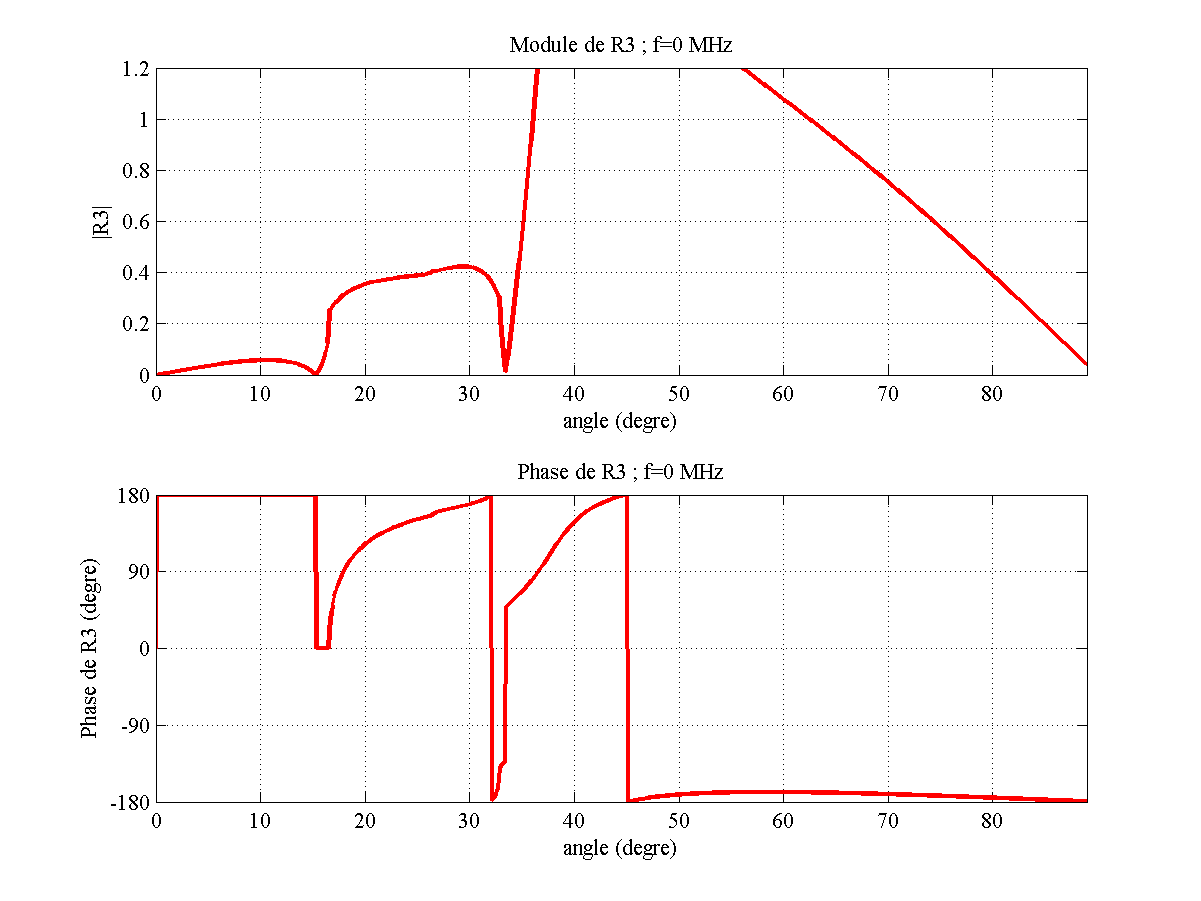 Module de R3 ; f=0 MHz
1.2
1
0.8
0.6
0.4
0.2
0
|R3|
0 10 20 30 40 50 60 70 80
angle (degre)
Phase de R3 ; f=0 MHz
180
90
0
-90
-180
Phase de R3 (degre)
0 10 20 30 40 50 60 70 80
angle (degre)